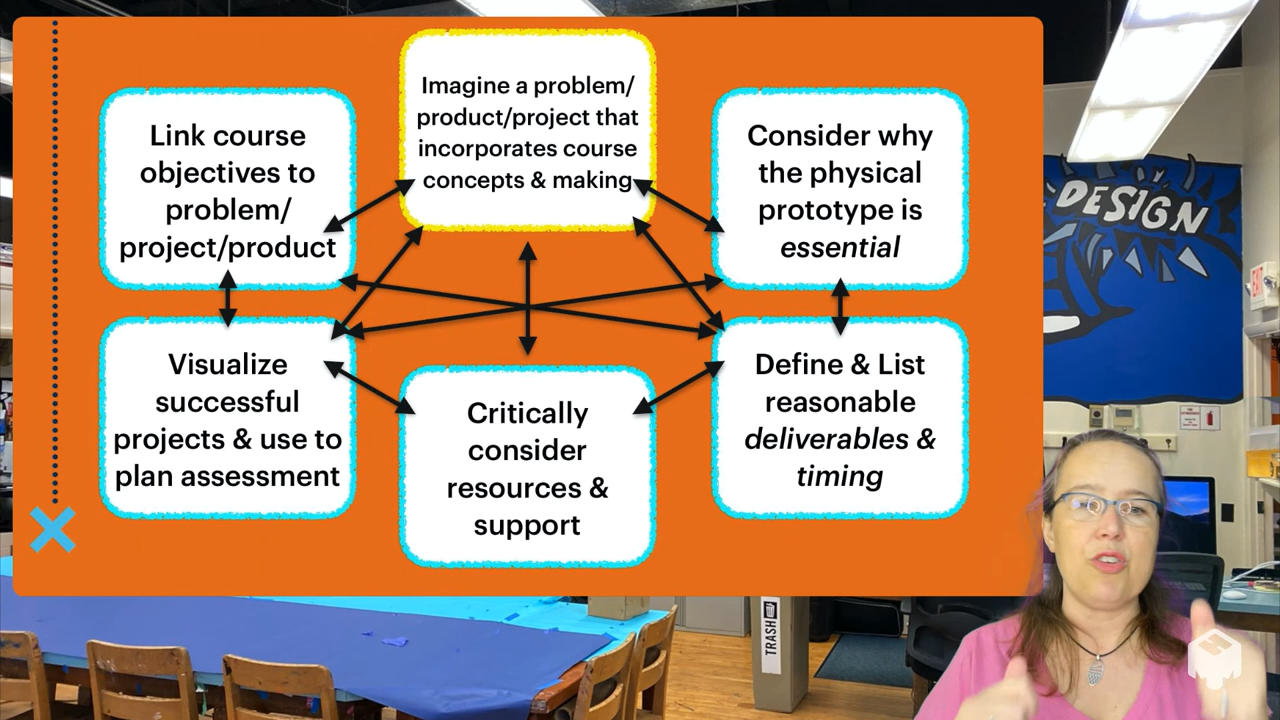 Imagine a problem/
product/project that
incorporates course
concepts & making
Link course
objectives to
problem/
project/product
Consider why
the physical
prototype is
essential
Visualize
successful
projects & use to
plan assessment
Critically
consider
resources &
support
Define & List
reasonable
deliverables &
timing
DESIGN
EXIT
TRASH